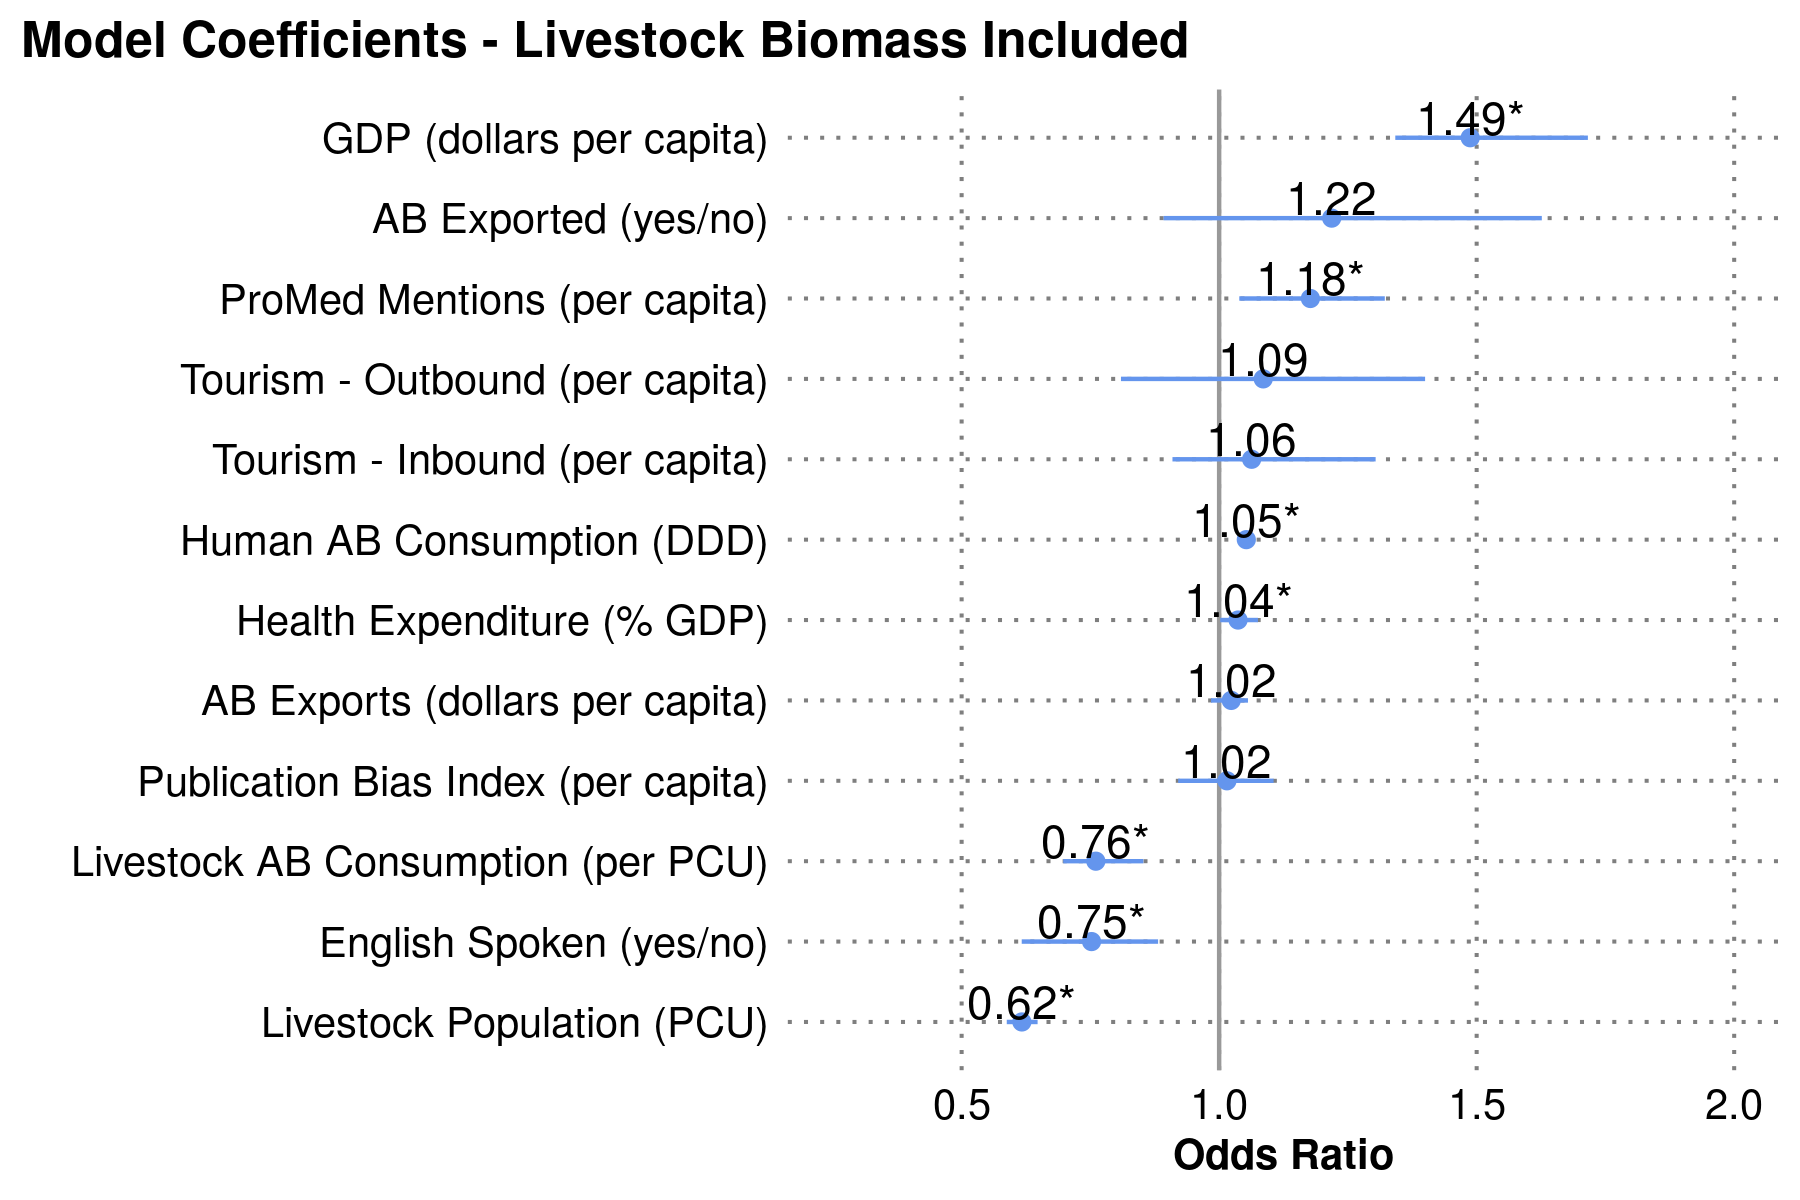 Model Coefficients - Livestock Biomass Included
GDP (dollars per capita) 1.49*
AB Exported (yes/no) 1.22
ProMed Mentions (per capita) 1.18*
Tourism - Outbound (per capita) 1.09
Tourism - Inbound (per capita) 1.06
Human AB Consumption (DDD) 1.05*
Health Expenditure (% GDP) 1.04*
AB Exports (dollars per capita) 1.02
Publication Bias Index (per capita) 1.02
Livestock AB Consumption (per PCU) 0.76*
English Spoken (yes/no) 0.75*
Livestock Population (PCU) 0.62*
0.5 1.0 1.5 2.0
Odds Ratio